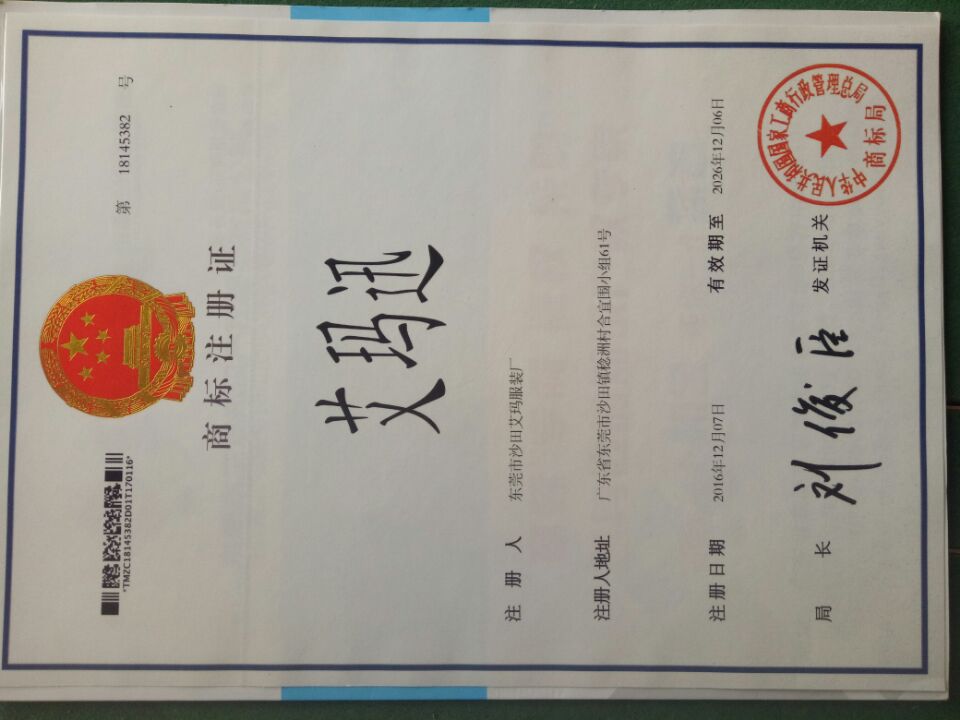 *TMZC18145382D01T170116*
第 18145382 号
商标注册证
艾玛迅
注册人 东莞市沙田艾玛服装厂
注册人地址 广东省东莞市沙田镇稔洲村合宜围小组61号
注册日期 2016年12月07日 有效期至 2026年12月06日
局长 刘俊臣 发证机关
中华人民共和国国家工商行政管理总局
商标局